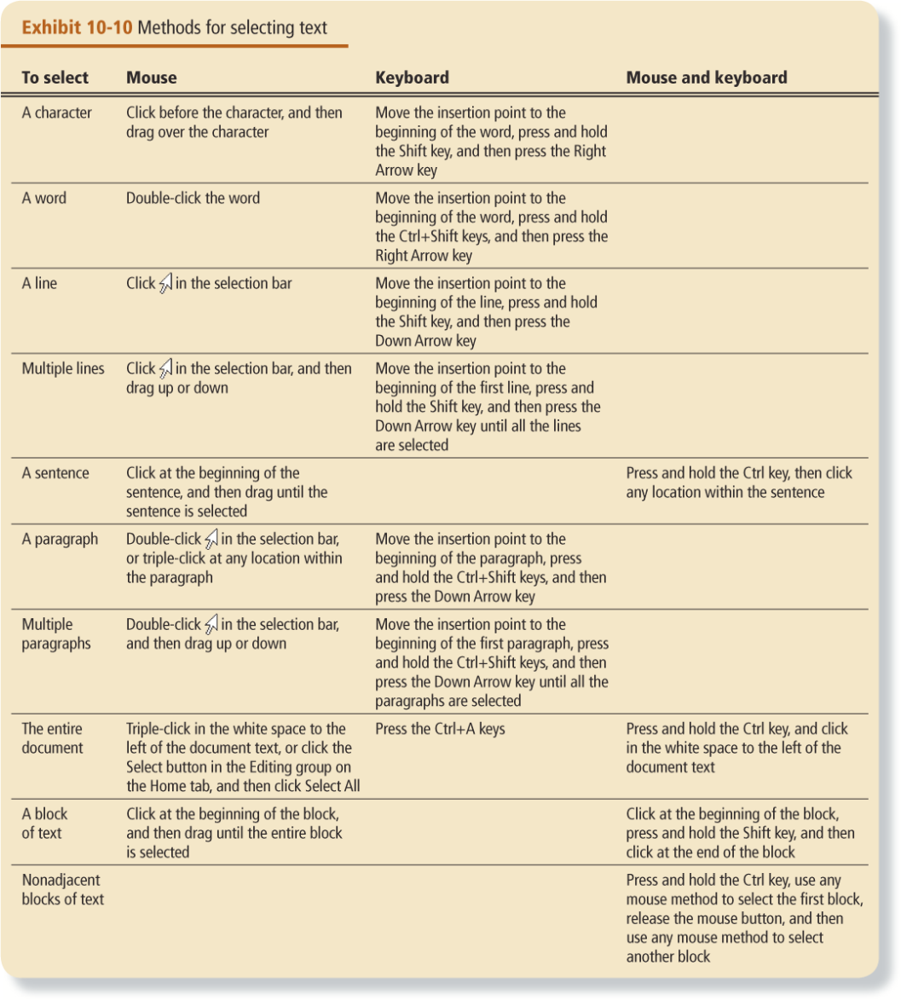 Exhibit 10-10 Methods for selecting text
To select Mouse Keyboard Mouse and keyboard
A character
Click before the character, and then
drag over the character
Move the insertion point to the
beginning of the word, press and hold
the Shift key, and then press the Right
Arrow key
A word
Double-click the word
Move the insertion point to the
beginning of the word, press and hold
the Ctrl+Shift keys, and then press the
Right Arrow key
A line
Click in the selection bar
Move the insertion point to the
beginning of the line, press and hold
the Shift key, and then press the
Down Arrow key
Multiple lines
Click in the selection bar, and then
drag up or down
Move the insertion point to the
beginning of the first line, press and
hold the Shift key, and then press the
Down Arrow key until all the lines
are selected
A sentence
Click at the beginning of the
sentence, and then drag until the
sentence is selected
Press and hold the Ctrl key, then click
any location within the sentence
A paragraph
Double-click in the selection bar,
or triple-click at any location within
the paragraph
Move the insertion point to the
beginning of the paragraph, press
and hold the Ctrl+Shift keys, and then
press the Down Arrow key
Multiple
paragraphs
Double-click in the selection bar,
and then drag up or down
Move the insertion point to the
beginning of the first paragraph, press
and hold the Ctrl+Shift keys, and then
press the Down Arrow key until all the
paragraphs are selected
The entire
document
Triple-click in the white space to the
left of the document text, or click the
Select button in the Editing group on
the Home tab, and then click Select All
Press the Ctrl+A keys
Press and hold the Ctrl key, and click
in the white space to the left of the
document text
A block
of text
Click at the beginning of the block,
and then drag until the entire block
is selected
Click at the beginning of the block,
press and hold the Shift key, and then
click at the end of the block
Nonadjacent
blocks of text
Press and hold the Ctrl key, use any
mouse method to select the first block,
release the mouse button, and then
use any mouse method to select
another block